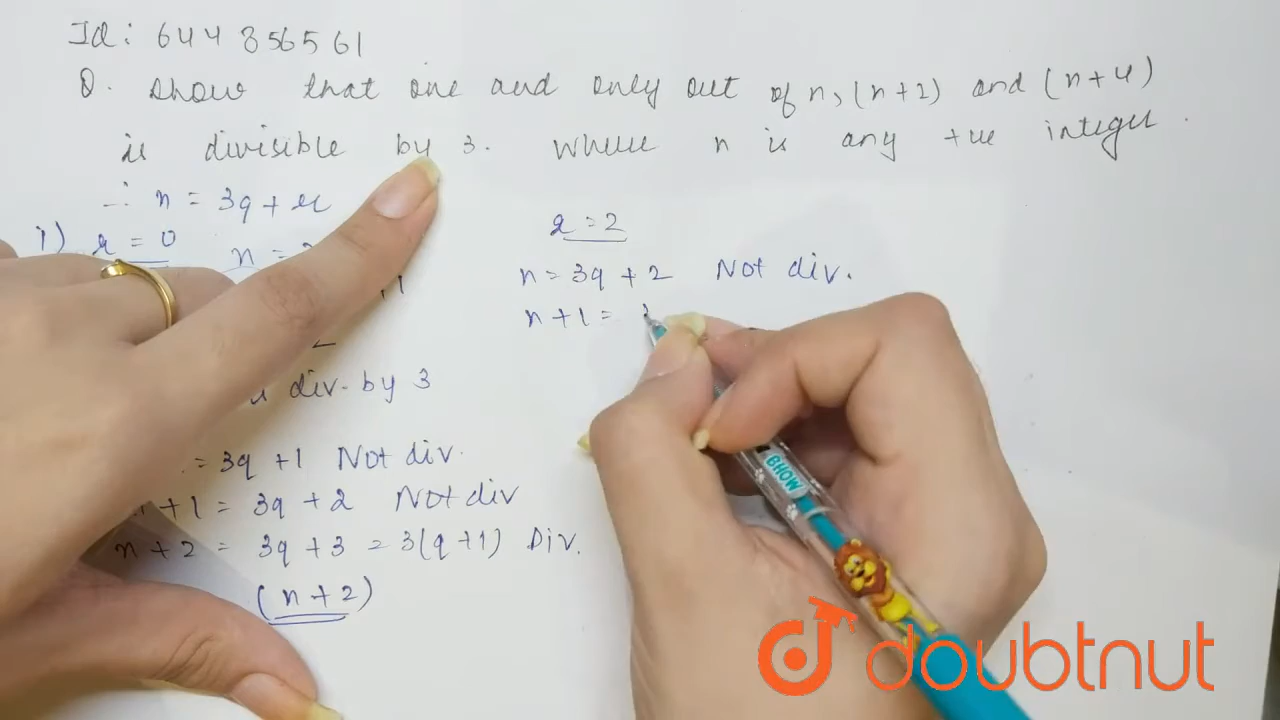 Id: 644 856561
Q. Show that one and only out of n, (n+2) and (n+4)
is divisible by 3. where n is any +ve integer.
∴ n = 3q + r
1) r = 0 n =
div. by 3
= 3q +1 Not div.
+1 = 3q + 2 Not div
n + 2 = 3q + 3 = 3(q +1) Div.
(n + 2)
r = 2
n = 3q + 2 Not div.
n + 1 =
BHOW
doubtnut